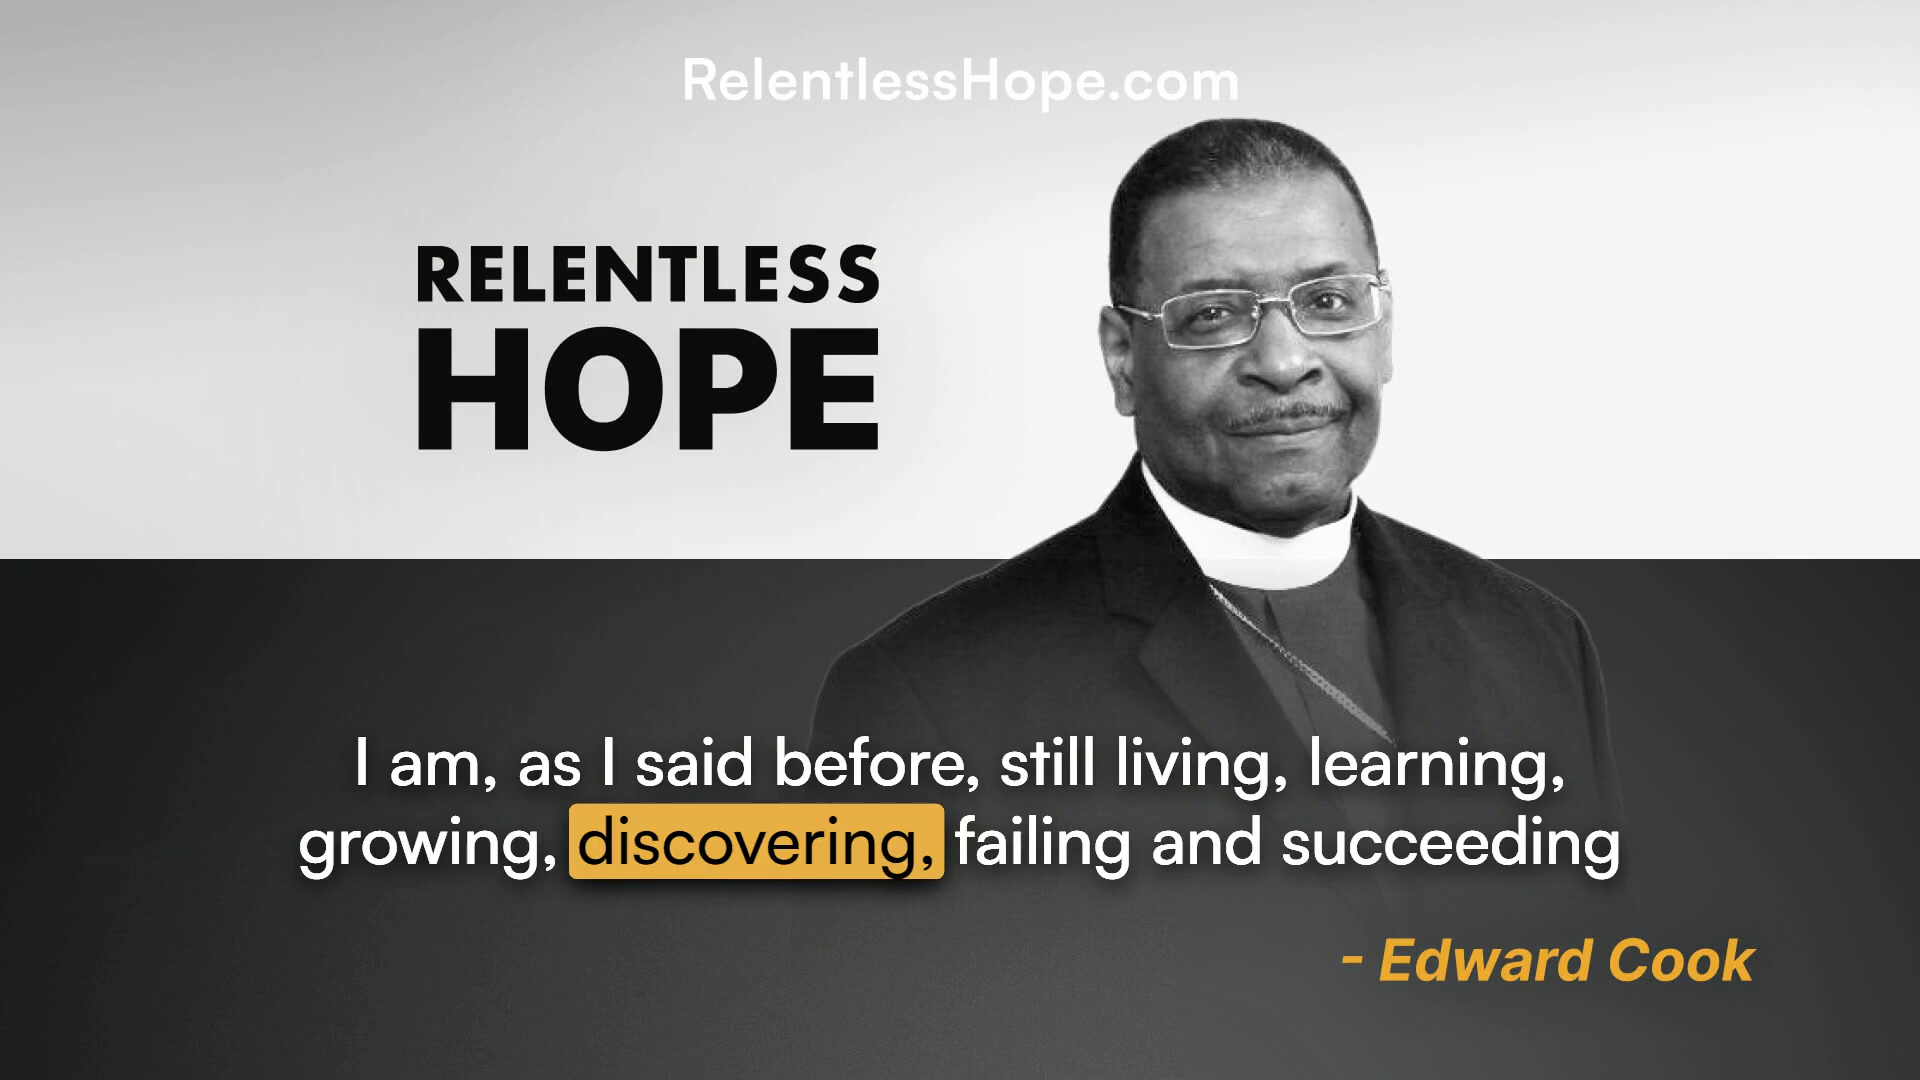 RelentlessHope.com
RELENTLESS
HOPE
I am, as I said before, still living, learning,
growing, discovering, failing and succeeding
- Edward Cook